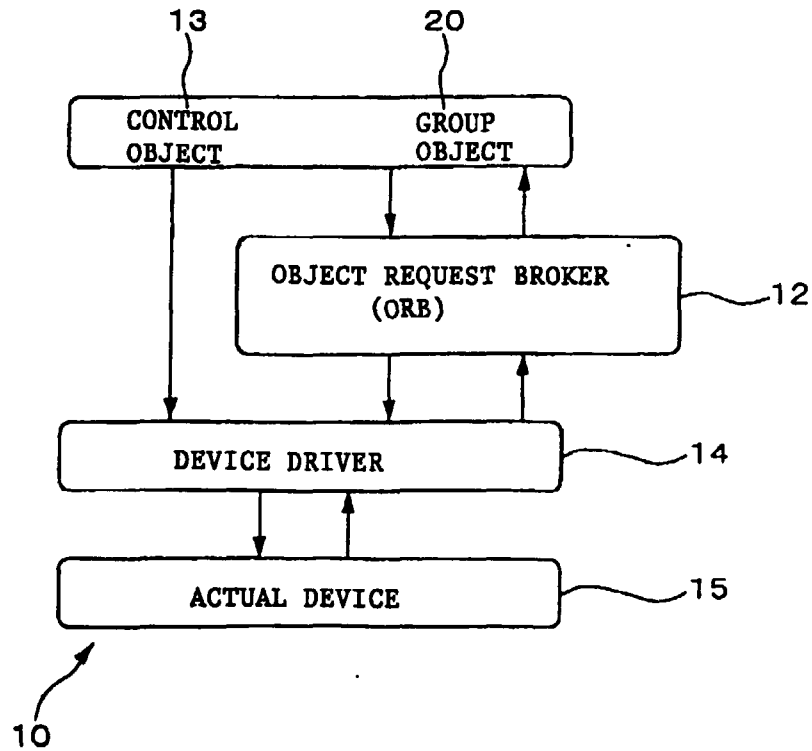 13
20
CONTROL
OBJECT
GROUP
OBJECT
OBJECT REQUEST BROKER
(ORB)
12
DEVICE DRIVER
14
ACTUAL DEVICE
15
10